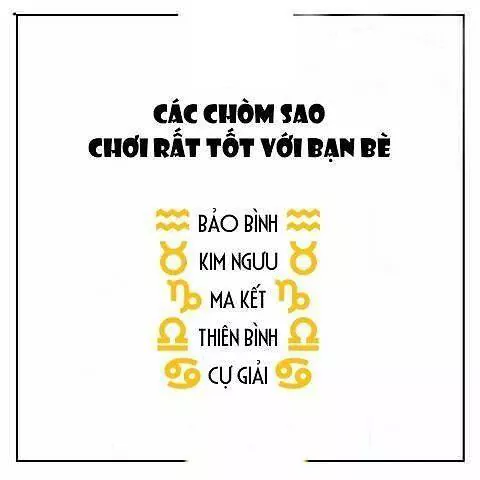 CÁC CHÒM SAO
CHƠI RẤT TỐT VỚI BẠN BÈ
BẢO BÌNH
KIM NGƯU
MA KẾT
THIÊN BÌNH
CỰ GIẢI